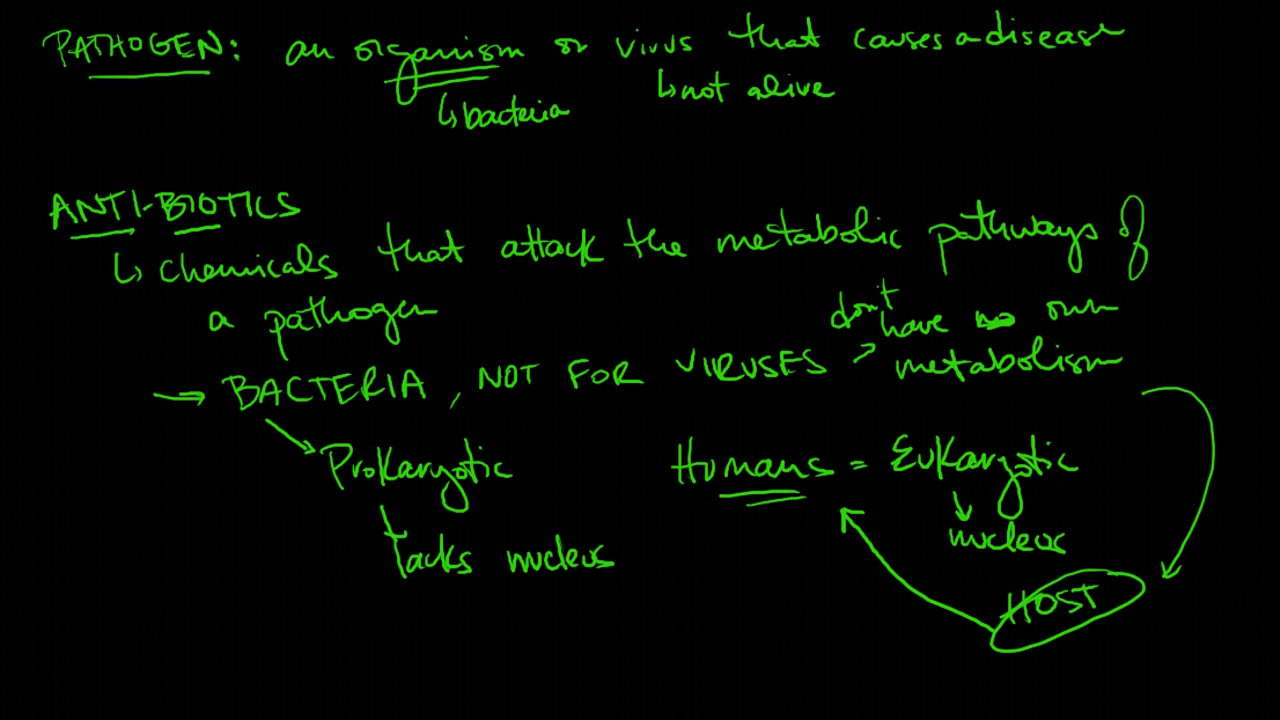 PATHOGEN: an organism or virus that causes a disease
↳ bacteria
↳ not alive
ANTI-BIOTICS
↳ chemicals that attack the metabolic pathways of
a pathogen
→ BACTERIA, NOT FOR VIRUSES → don't have no own
metabolism
Prokaryotic
lacks nucleus
Humans = Eukaryotic
↓
nucleus
HOST